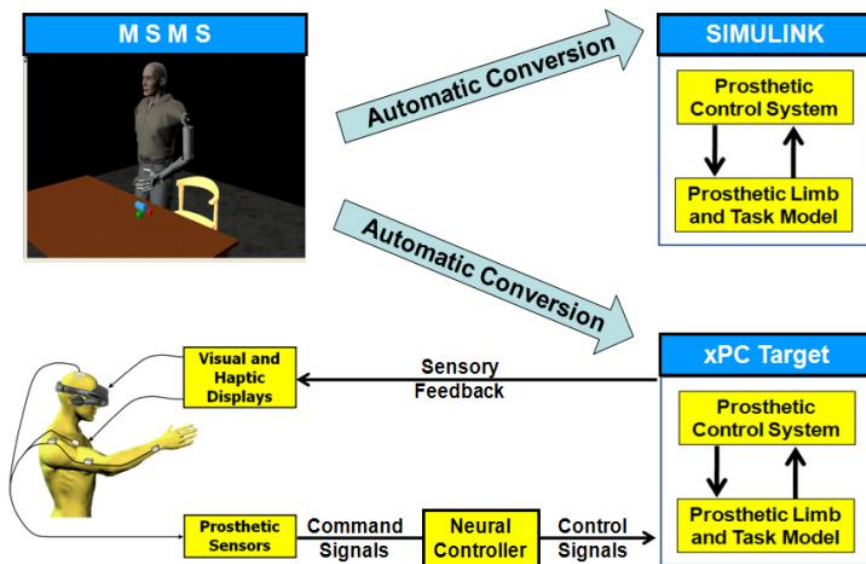 M S M S
Automatic Conversion
SIMULINK
Prosthetic
Control System
Prosthetic Limb
and Task Model
Automatic Conversion
xPC Target
Prosthetic
Control System
Prosthetic Limb
and Task Model
Visual and
Haptic
Displays
Sensory
Feedback
Prosthetic
Sensors
Command
Signals
Neural
Controller
Control
Signals